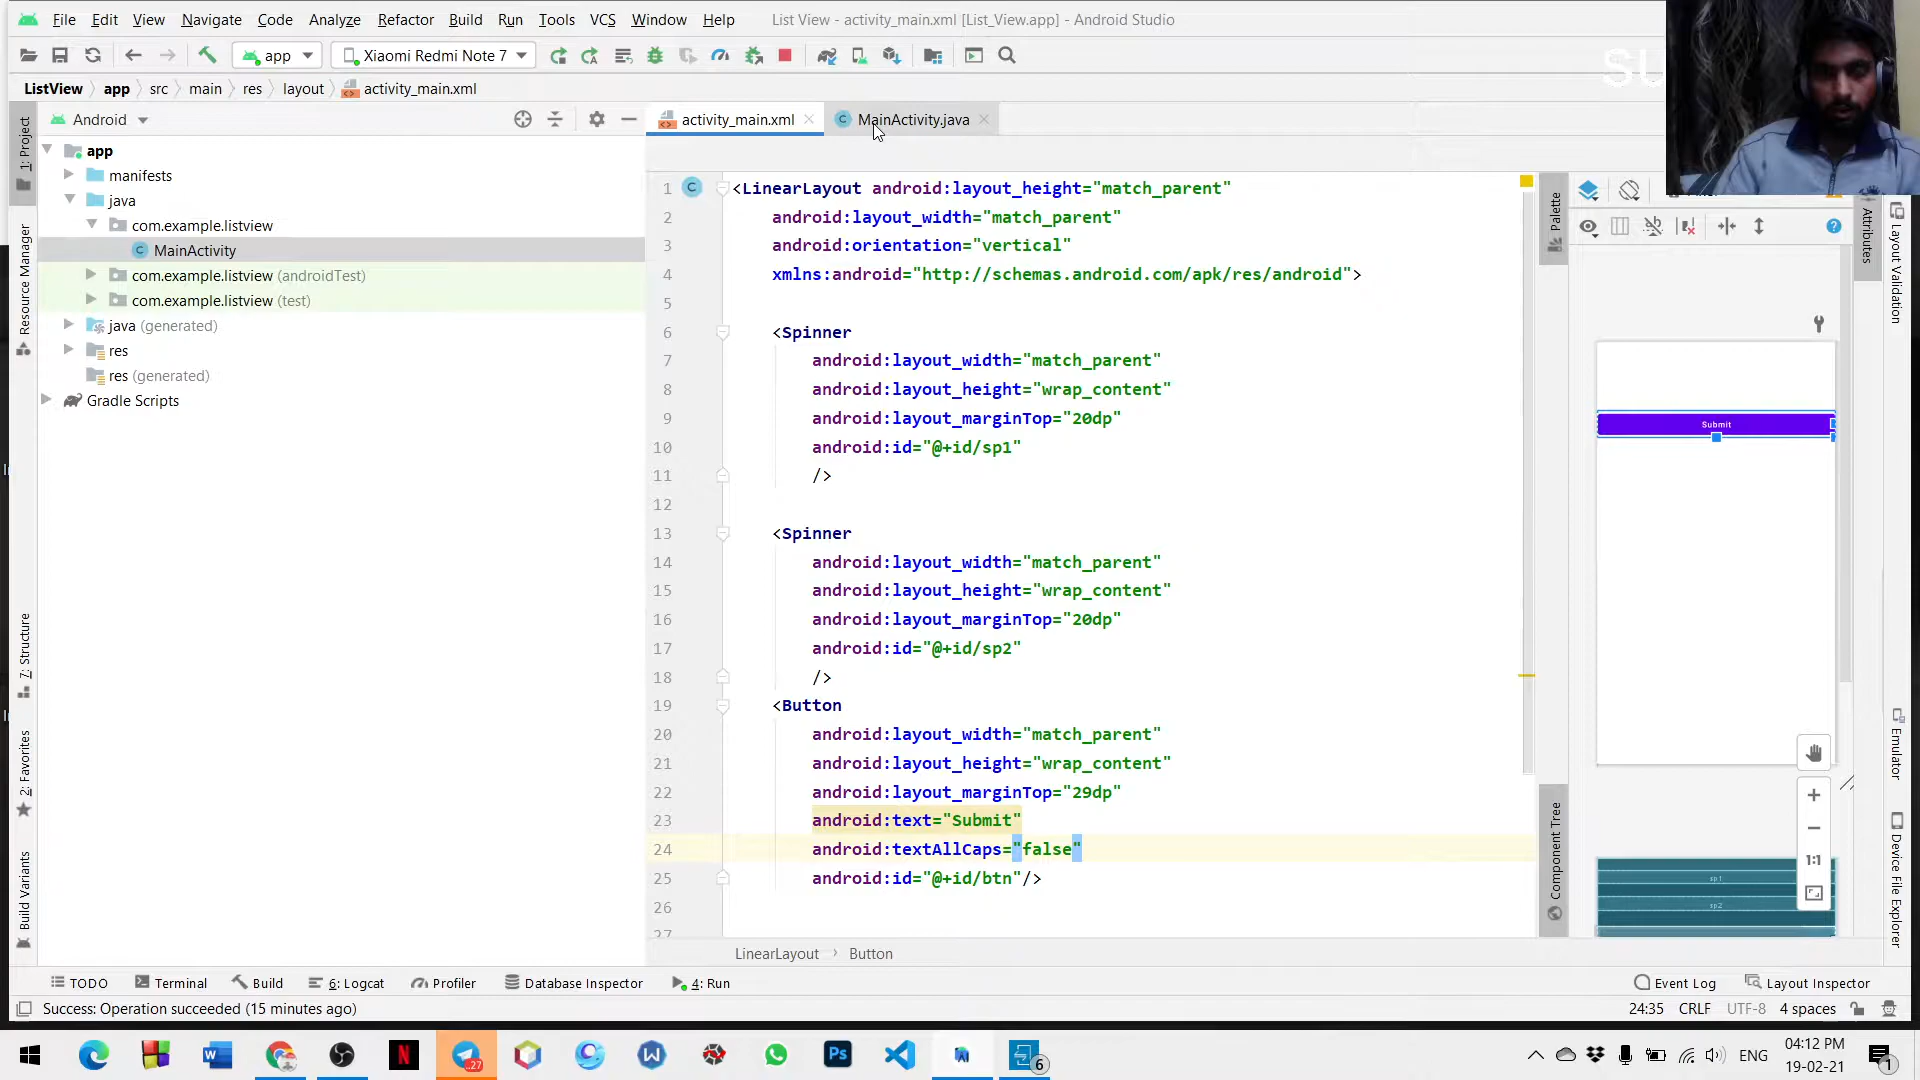 File Edit View Navigate Code Analyze Refactor Build Run Tools VCS Window Help List View - activity_main.xml [List_View.app] - Android Studio
app Xiaomi Redmi Note 7
SU
ListView app src main res layout activity_main.xml
Android activity_main.xml MainActivity.java
app
manifests
java
com.example.listview
MainActivity
com.example.listview (androidTest)
com.example.listview (test)
java (generated)
res
res (generated)
Gradle Scripts
1: Project
Resource Manager
7: Structure
2: Favorites
Build Variants
1 <LinearLayout android:layout_height="match_parent"
2 android:layout_width="match_parent"
3 android:orientation="vertical"
4 xmlns:android="http://schemas.android.com/apk/res/android">
5
6 <Spinner
7 android:layout_width="match_parent"
8 android:layout_height="wrap_content"
9 android:layout_marginTop="20dp"
10 android:id="@+id/sp1"
11 />
12
13 <Spinner
14 android:layout_width="match_parent"
15 android:layout_height="wrap_content"
16 android:layout_marginTop="20dp"
17 android:id="@+id/sp2"
18 />
19 <Button
20 android:layout_width="match_parent"
21 android:layout_height="wrap_content"
22 android:layout_marginTop="29dp"
23 android:text="Submit"
24 android:textAllCaps="false"
25 android:id="@+id/btn"/>
26
27
LinearLayout Button
Palette
Component Tree
Submit
1:1
sp1
sp2
Attributes
Layout Validation
Emulator
Device File Explorer
TODO Terminal Build 6: Logcat Profiler Database Inspector 4: Run Event Log Layout Inspector
Success: Operation succeeded (15 minutes ago) 24:35 CRLF UTF-8 4 spaces
27
6
ENG
04:12 PM
19-02-21
1